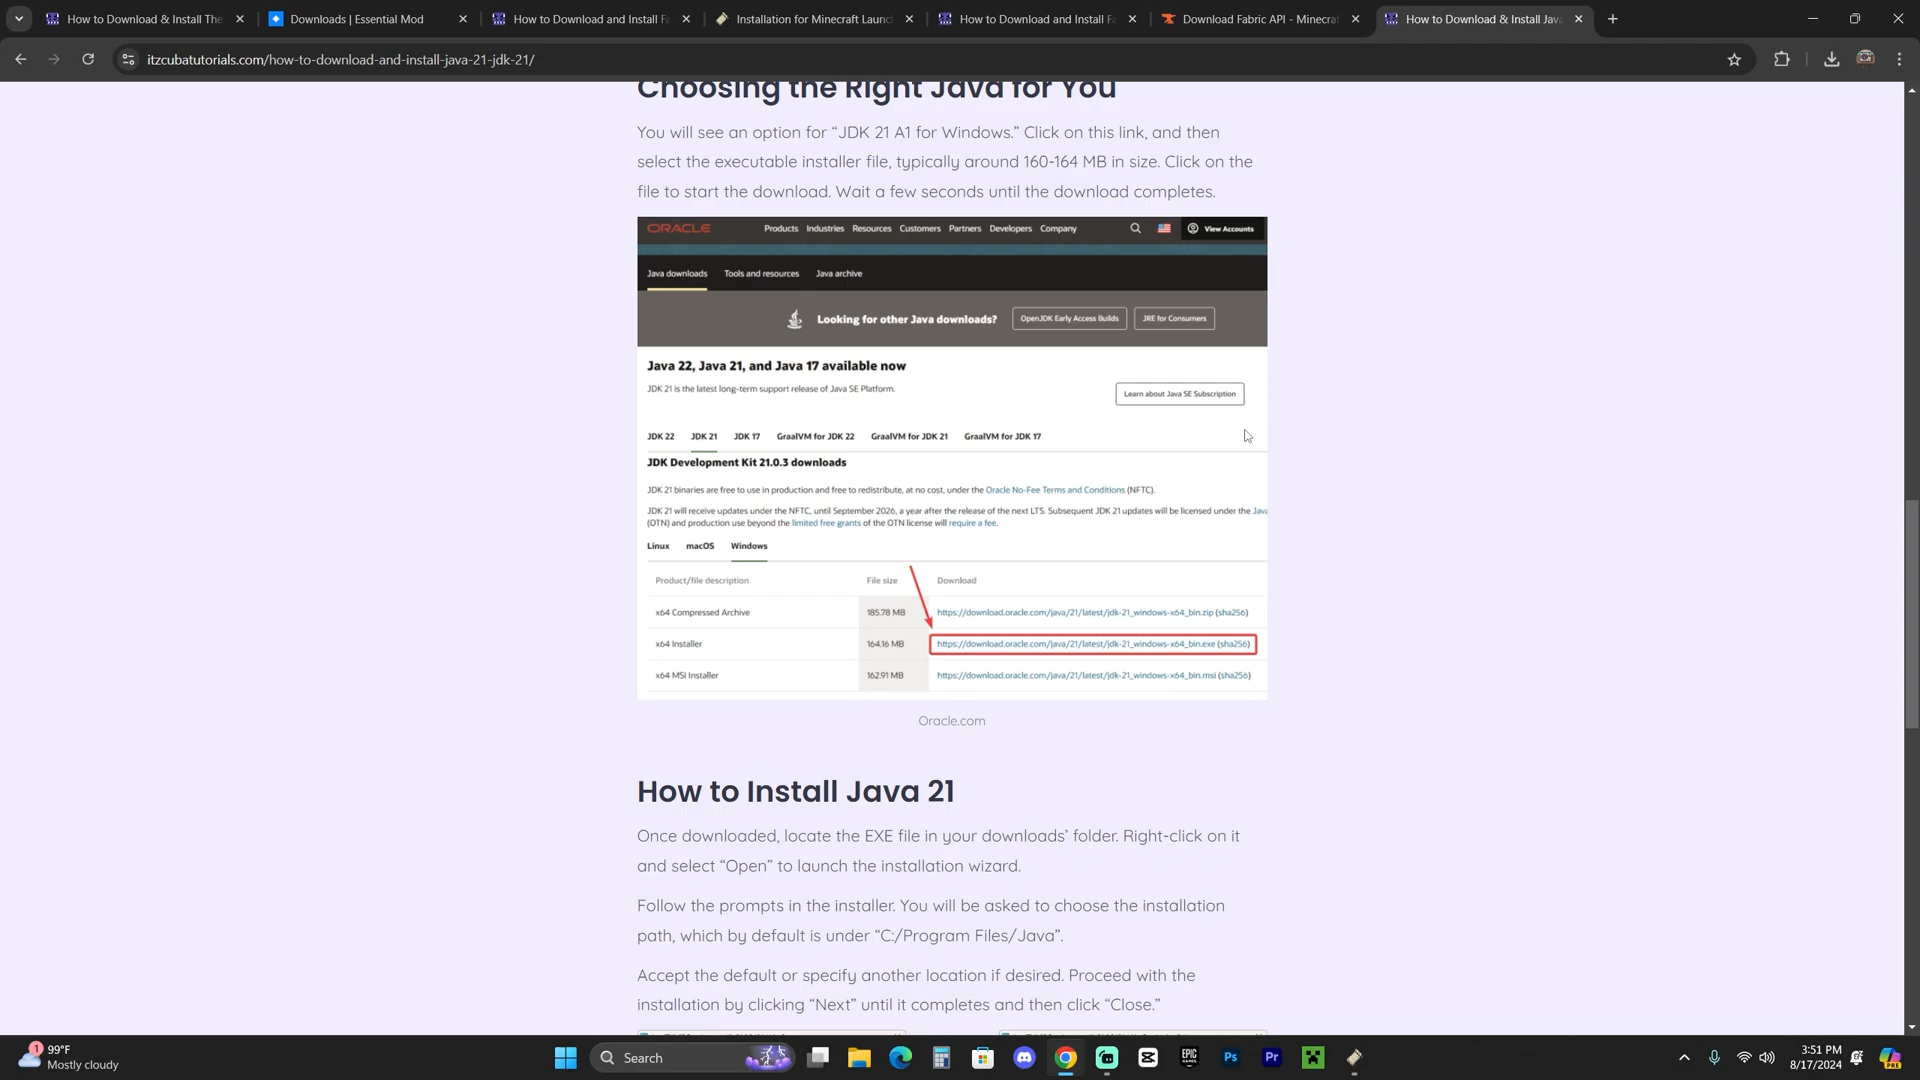 How to Download & Install The
Downloads | Essential Mod
How to Download and Install Fa
Installation for Minecraft Launc
How to Download and Install Fa
Download Fabric API - Minecraf
How to Download & Install Java
itzcubatutorials.com/how-to-download-and-install-java-21-jdk-21/
Choosing the Right Java for You
You will see an option for “JDK 21 A1 for Windows.” Click on this link, and then
select the executable installer file, typically around 160-164 MB in size. Click on the
file to start the download. Wait a few seconds until the download completes.
ORACLE Products Industries Resources Customers Partners Developers Company View Accounts
Java downloads Tools and resources Java archive
Looking for other Java downloads? OpenJDK Early Access Builds JRE for Consumers
Java 22, Java 21, and Java 17 available now
JDK 21 is the latest long-term support release of Java SE Platform.
Learn about Java SE Subscription
JDK 22 JDK 21 JDK 17 GraalVM for JDK 22 GraalVM for JDK 21 GraalVM for JDK 17
JDK Development Kit 21.0.3 downloads
JDK 21 binaries are free to use in production and free to redistribute, at no cost, under the Oracle No-Fee Terms and Conditions (NFTC).
JDK 21 will receive updates under the NFTC, until September 2026, a year after the release of the next LTS. Subsequent JDK 21 updates will be licensed under the Java
(OTN) and production use beyond the limited free grants of the OTN license will require a fee.
Linux macOS Windows
Product/file description File size Download
x64 Compressed Archive 185.78 MB https://download.oracle.com/java/21/latest/jdk-21_windows-x64_bin.zip (sha256)
x64 Installer 164.16 MB https://download.oracle.com/java/21/latest/jdk-21_windows-x64_bin.exe (sha256)
x64 MSI Installer 162.91 MB https://download.oracle.com/java/21/latest/jdk-21_windows-x64_bin.msi (sha256)
Oracle.com
How to Install Java 21
Once downloaded, locate the EXE file in your downloads’ folder. Right-click on it
and select “Open” to launch the installation wizard.
Follow the prompts in the installer. You will be asked to choose the installation
path, which by default is under “C:/Program Files/Java”.
Accept the default or specify another location if desired. Proceed with the
installation by clicking “Next” until it completes and then click “Close.”
1
99°F
Mostly cloudy
Search
EPIC GAMES
Ps
Pr
3:51 PM
8/17/2024
PRE